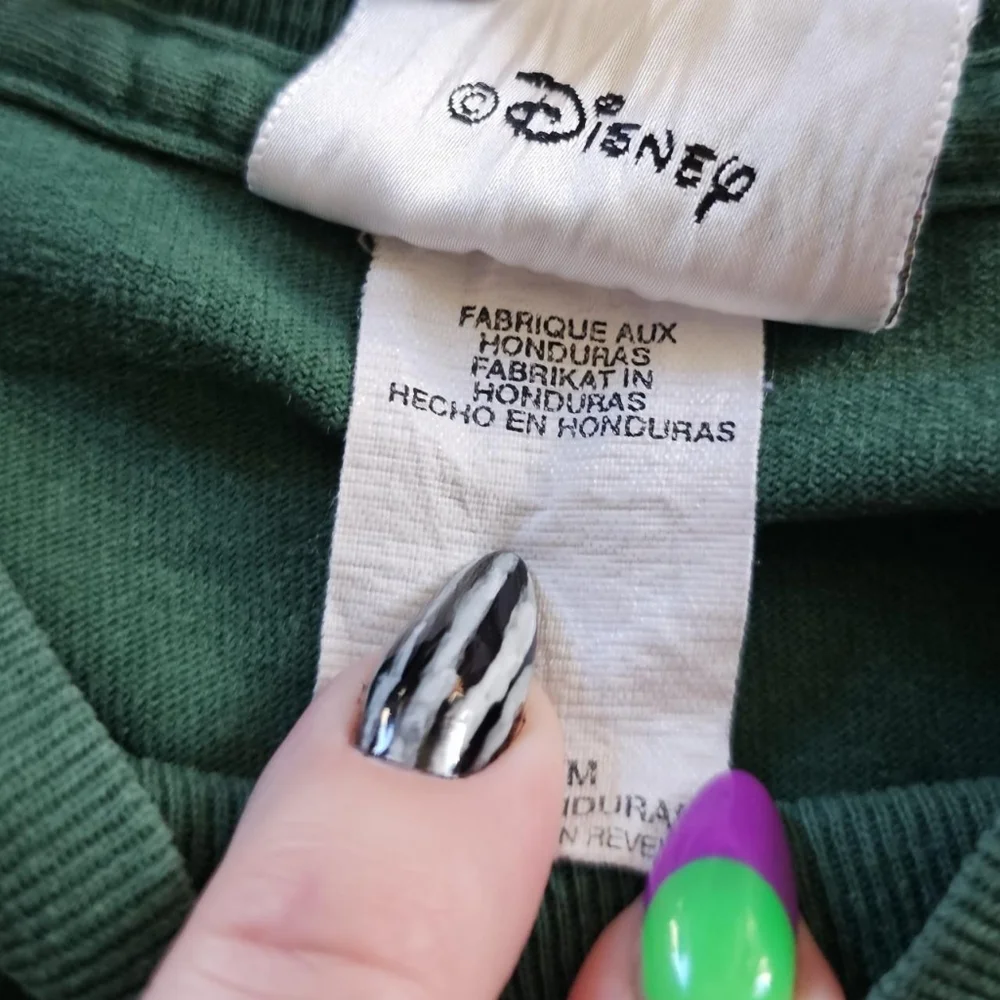 © Disney
FABRIQUE AUX
HONDURAS
FABRIKAT IN
HONDURAS
HECHO EN HONDURAS
M